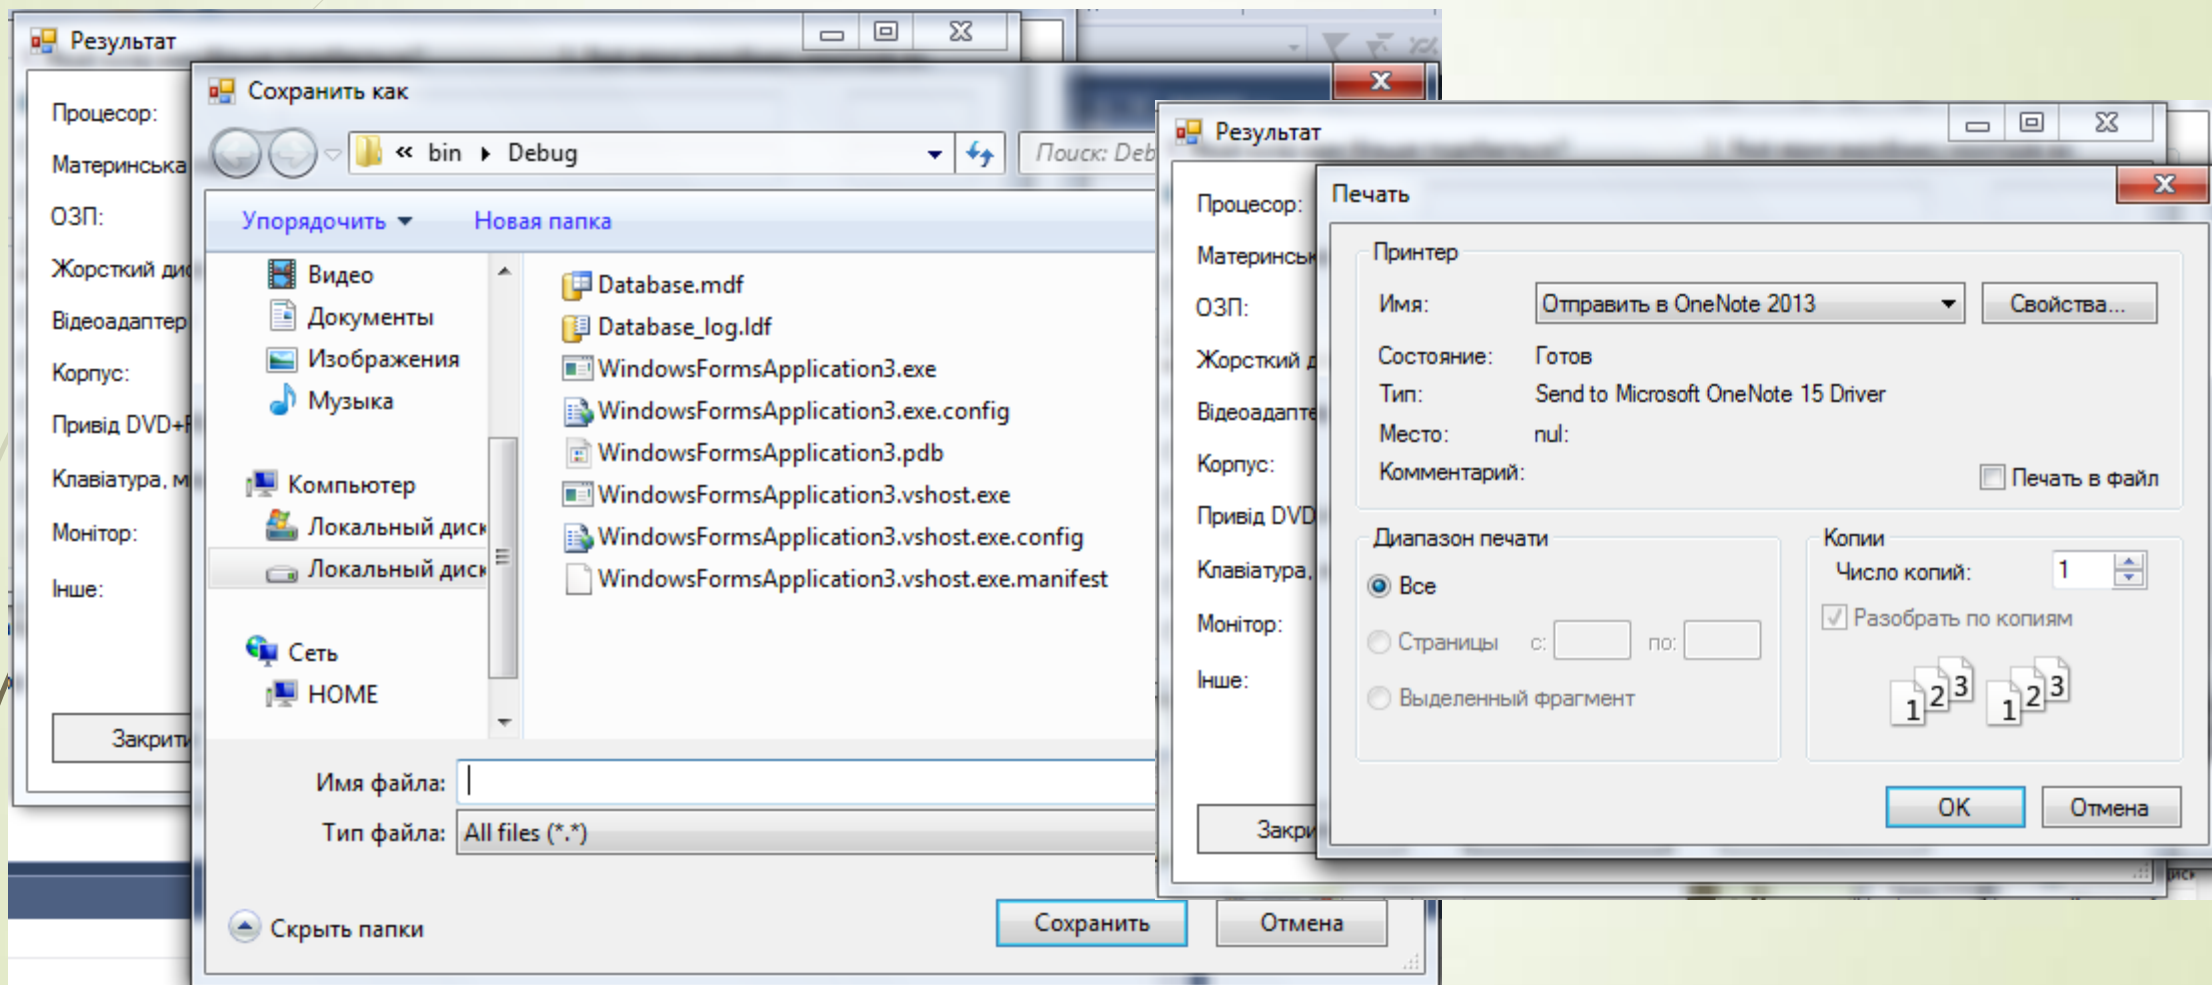 Результат
Процесор:
Материнська
ОЗП:
Жорсткий дис
Відеоадаптер
Корпус:
Привід DVD+R
Клавіатура, м
Монітор:
Інше:
Закрити
Сохранить как
« bin ▸ Debug
Поиск: Deb
Упорядочить ▾ Новая папка
Видео
Документы
Изображения
Музыка
Компьютер
Локальный диск
Локальный диск
Сеть
HOME
Database.mdf
Database_log.ldf
WindowsFormsApplication3.exe
WindowsFormsApplication3.exe.config
WindowsFormsApplication3.pdb
WindowsFormsApplication3.vshost.exe
WindowsFormsApplication3.vshost.exe.config
WindowsFormsApplication3.vshost.exe.manifest
Имя файла:
Тип файла: All files (*.*)
Скрыть папки
Сохранить Отмена
Результат
Процесор:
Материнськ
ОЗП:
Жорсткий д
Відеоадапте
Корпус:
Привід DVD
Клавіатура,
Монітор:
Інше:
Закри
Печать
Принтер
Имя: Отправить в OneNote 2013 Свойства...
Состояние: Готов
Тип: Send to Microsoft OneNote 15 Driver
Место: nul:
Комментарий:
Печать в файл
Диапазон печати
Все
Страницы с: по:
Выделенный фрагмент
Копии
Число копий: 1
Разобрать по копиям
1 2 3 1 2 3
OK Отмена